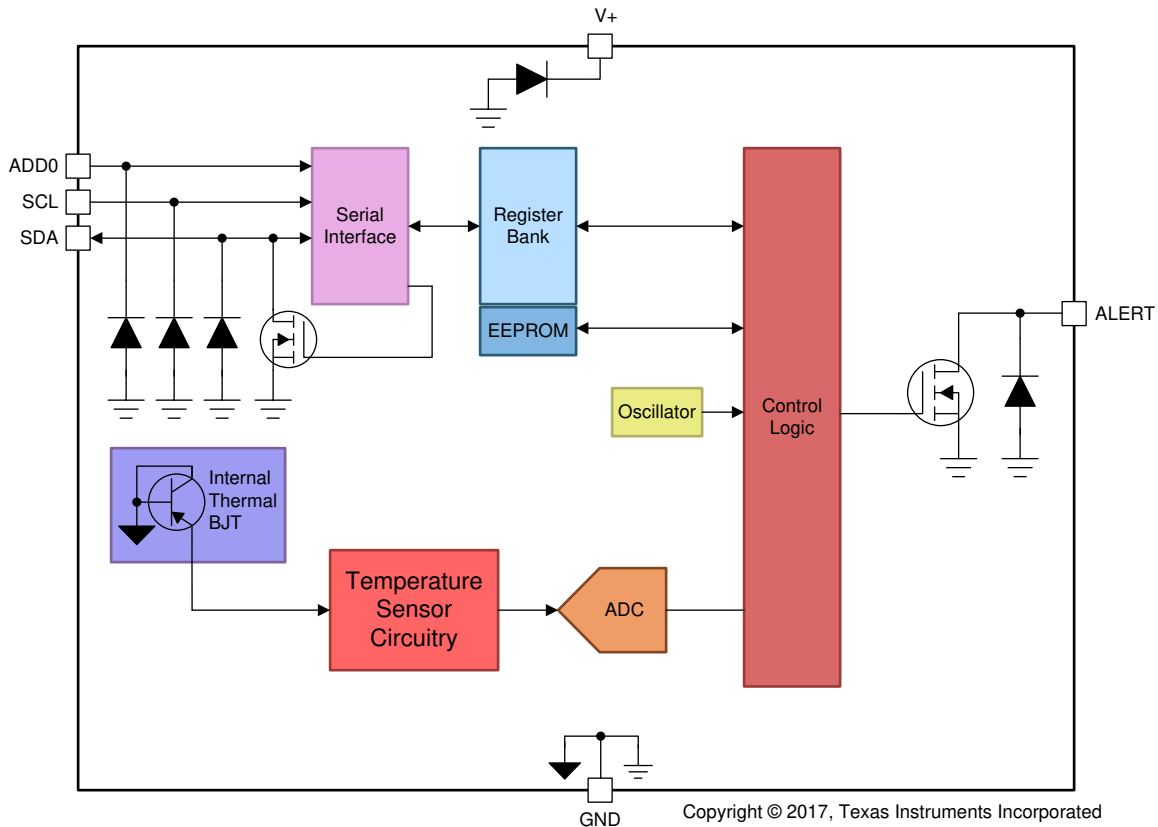 V+
ADD0
SCL
SDA
Serial
Interface
Register
Bank
EEPROM
ALERT
Oscillator
Control
Logic
Internal
Thermal
BJT
Temperature
Sensor
Circuitry
ADC
GND
Copyright © 2017, Texas Instruments Incorporated